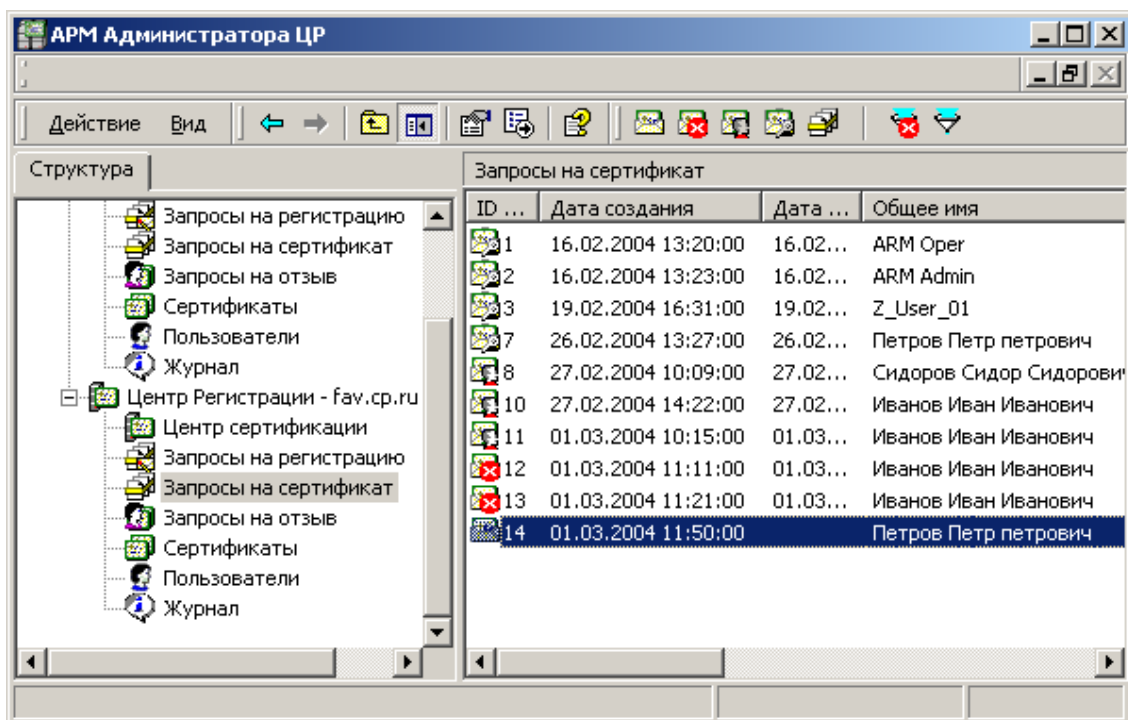 АРМ Администратора ЦР
Действие Вид
Структура
Запросы на регистрацию
Запросы на сертификат
Запросы на отзыв
Сертификаты
Пользователи
Журнал
Центр Регистрации - fav.cp.ru
Центр сертификации
Запросы на регистрацию
Запросы на сертификат
Запросы на отзыв
Сертификаты
Пользователи
Журнал
Запросы на сертификат
ID ... Дата создания Дата ... Общее имя
1 16.02.2004 13:20:00 16.02... ARM Oper
2 16.02.2004 13:23:00 16.02... ARM Admin
3 19.02.2004 16:31:00 19.02... Z_User_01
7 26.02.2004 13:27:00 26.02... Петров Петр петрович
8 27.02.2004 10:09:00 27.02... Сидоров Сидор Сидорович
10 27.02.2004 14:22:00 27.02... Иванов Иван Иванович
11 01.03.2004 10:15:00 01.03... Иванов Иван Иванович
12 01.03.2004 11:11:00 01.03... Иванов Иван Иванович
13 01.03.2004 11:21:00 01.03... Иванов Иван Иванович
14 01.03.2004 11:50:00 Петров Петр петрович